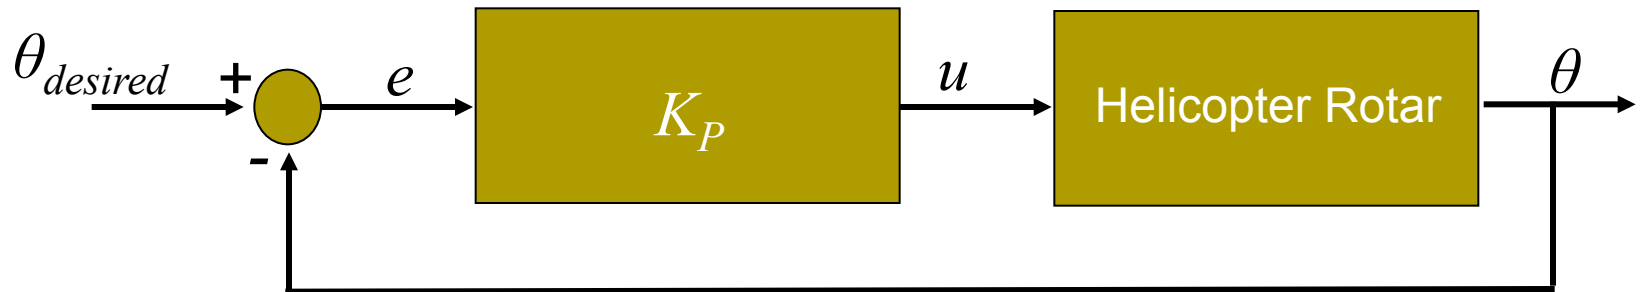 θdesired
+
-
e
KP
u
Helicopter Rotar
θ